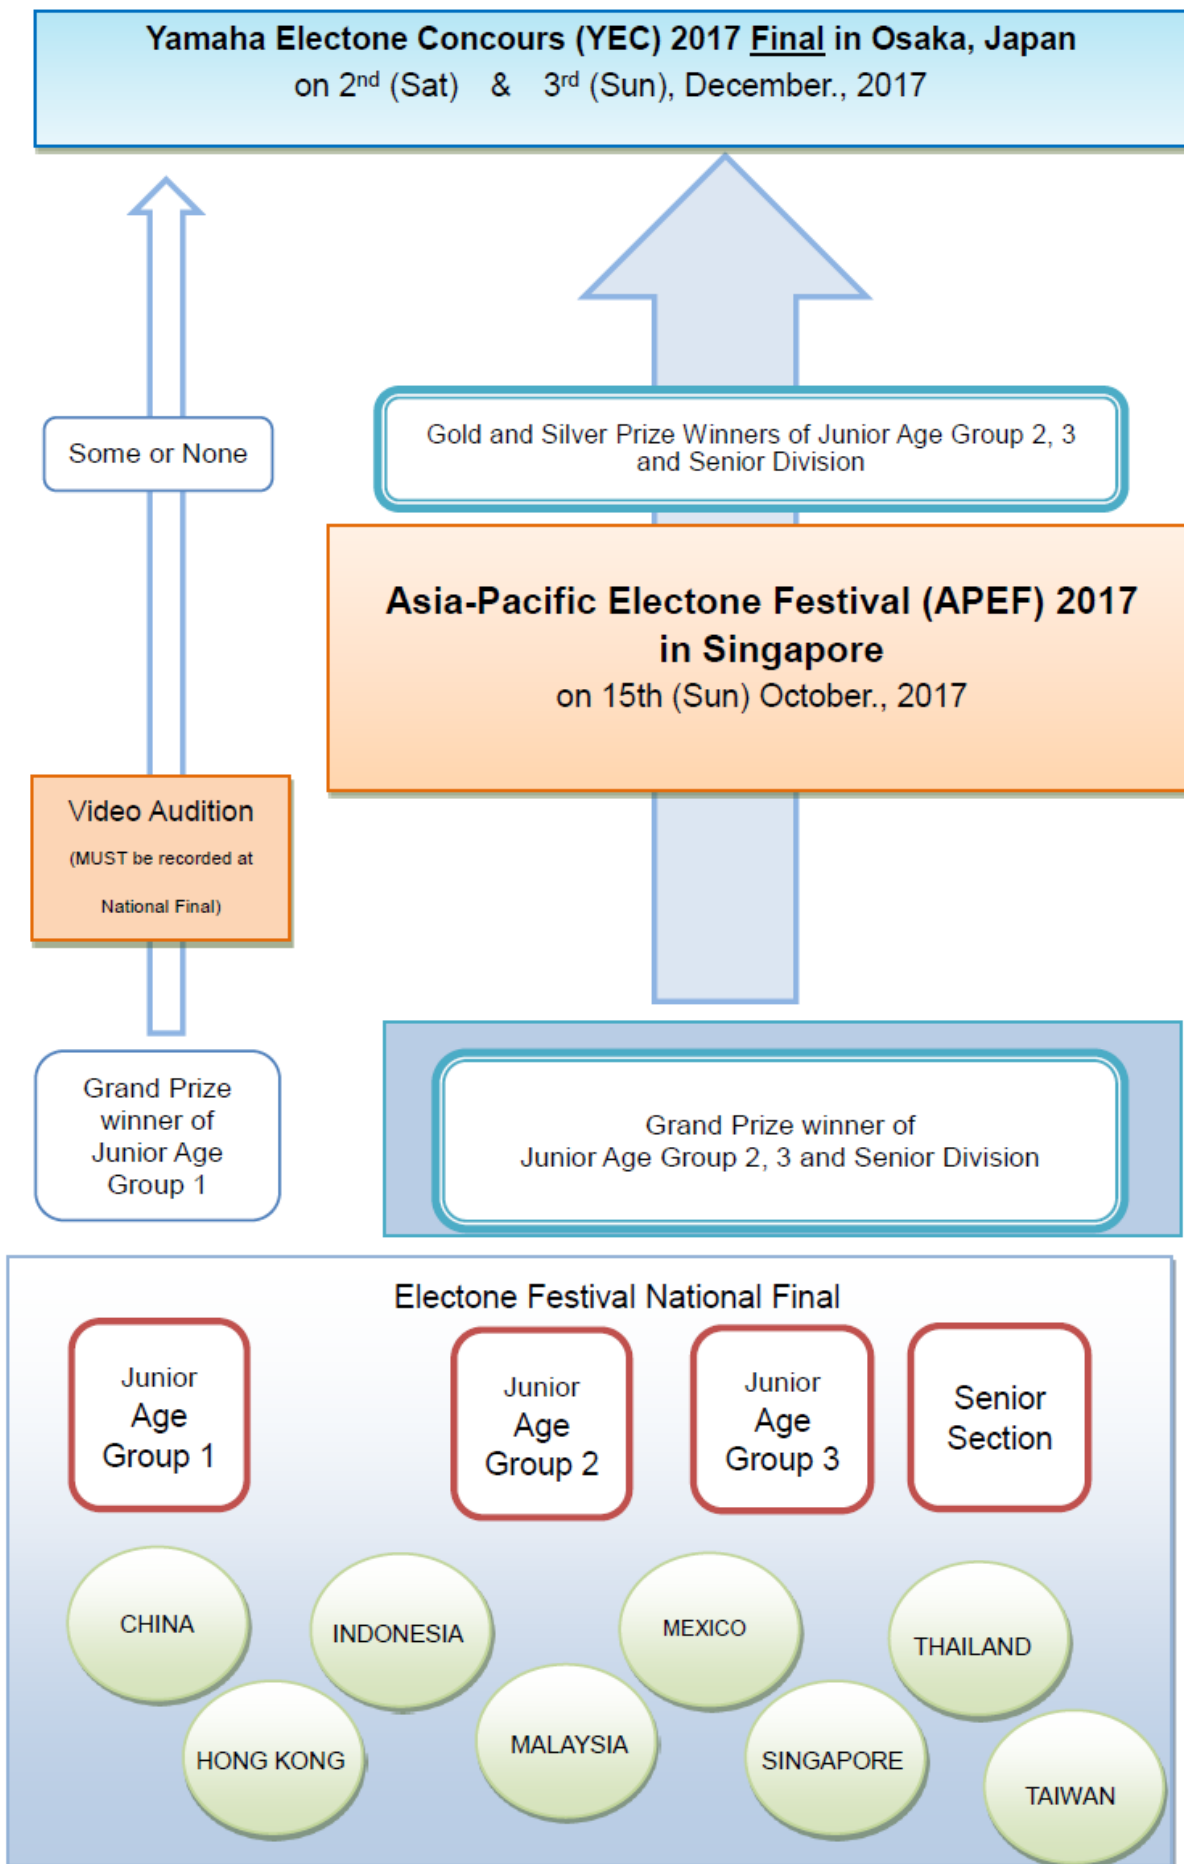 Yamaha Electone Concours (YEC) 2017 Final in Osaka, Japan
on 2nd (Sat) & 3rd (Sun), December., 2017
Some or None
Gold and Silver Prize Winners of Junior Age Group 2, 3
and Senior Division
Asia-Pacific Electone Festival (APEF) 2017
in Singapore
on 15th (Sun) October., 2017
Video Audition
(MUST be recorded at
National Final)
Grand Prize
winner of
Junior Age
Group 1
Grand Prize winner of
Junior Age Group 2, 3 and Senior Division
Electone Festival National Final
Junior
Age
Group 1
Junior
Age
Group 2
Junior
Age
Group 3
Senior
Section
CHINA
INDONESIA
MEXICO
THAILAND
HONG KONG
MALAYSIA
SINGAPORE
TAIWAN